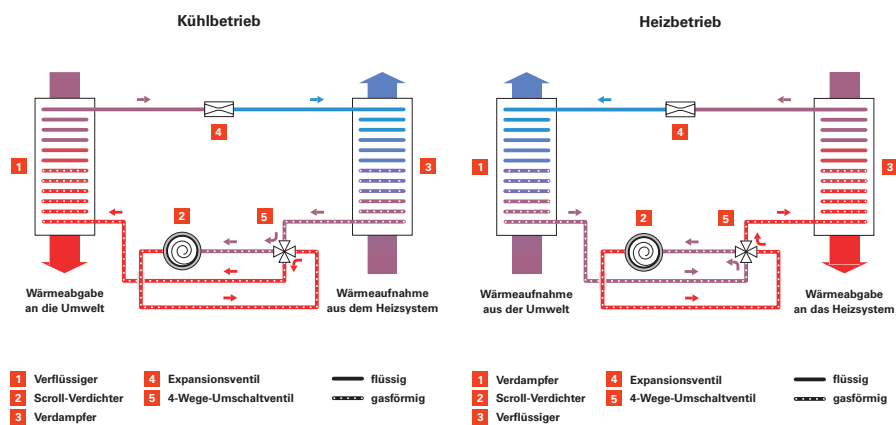 Kühlbetrieb
4
1
3
2
5
Wärmeabgabe
an die Umwelt
Wärmeaufnahme
aus dem Heizsystem
1 Verflüssiger
2 Scroll-Verdichter
3 Verdampfer
4 Expansionsventil
5 4-Wege-Umschaltventil
flüssig
gasförmig
Heizbetrieb
4
1
3
2
5
Wärmeaufnahme
aus der Umwelt
Wärmeabgabe
an das Heizsystem
1 Verdampfer
2 Scroll-Verdichter
3 Verflüssiger
4 Expansionsventil
5 4-Wege-Umschaltventil
flüssig
gasförmig